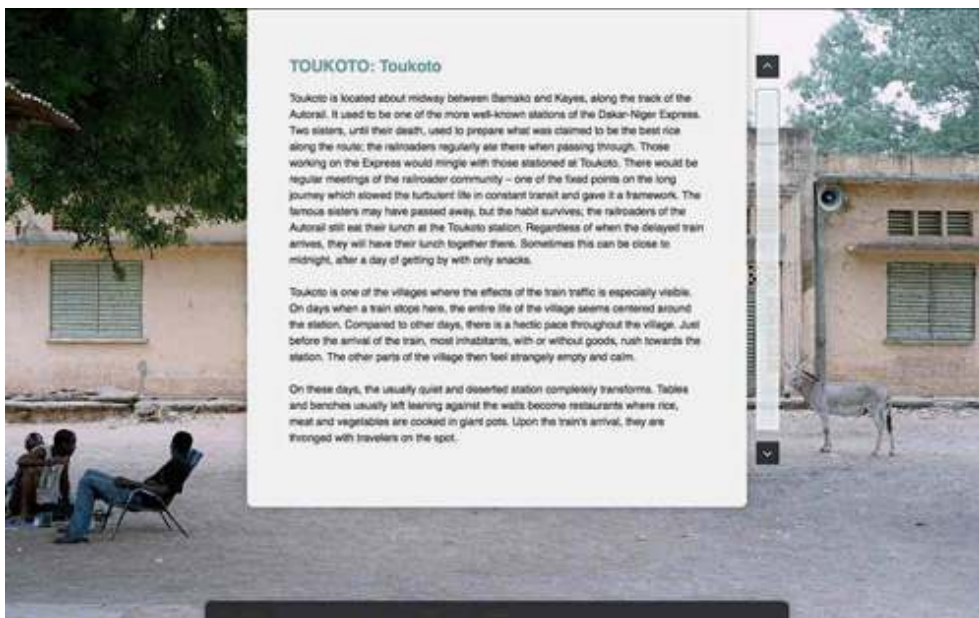 TOUKOTO: Toukoto
Toukoto is located about midway between Bamako and Kayes, along the track of the
Autorail. It used to be one of the more well-known stations of the Dakar-Niger Express.
Two sisters, until their death, used to prepare what was claimed to be the best rice
along the route; the railroaders regularly ate there when passing through. Those
working on the Express would mingle with those stationed at Toukoto. There would be
regular meetings of the railroader community – one of the fixed points on the long
journey which slowed the turbulent life in constant transit and gave it a framework. The
famous sisters may have passed away, but the habit survives; the railroaders of the
Autorail still eat their lunch at the Toukoto station. Regardless of when the delayed train
arrives, they will have their lunch together there. Sometimes this can be close to
midnight, after a day of getting by with only snacks.
Toukoto is one of the villages where the effects of the train traffic is especially visible.
On days when a train stops here, the entire life of the village seems centered around
the station. Compared to other days, there is a hectic pace throughout the village. Just
before the arrival of the train, most inhabitants, with or without goods, rush towards the
station. The other parts of the village then feel strangely empty and calm.
On these days, the usually quiet and deserted station completely transforms. Tables
and benches usually left leaning against the walls become restaurants where rice,
meat and vegetables are cooked in giant pots. Upon the train's arrival, they are
thronged with travelers on the spot.